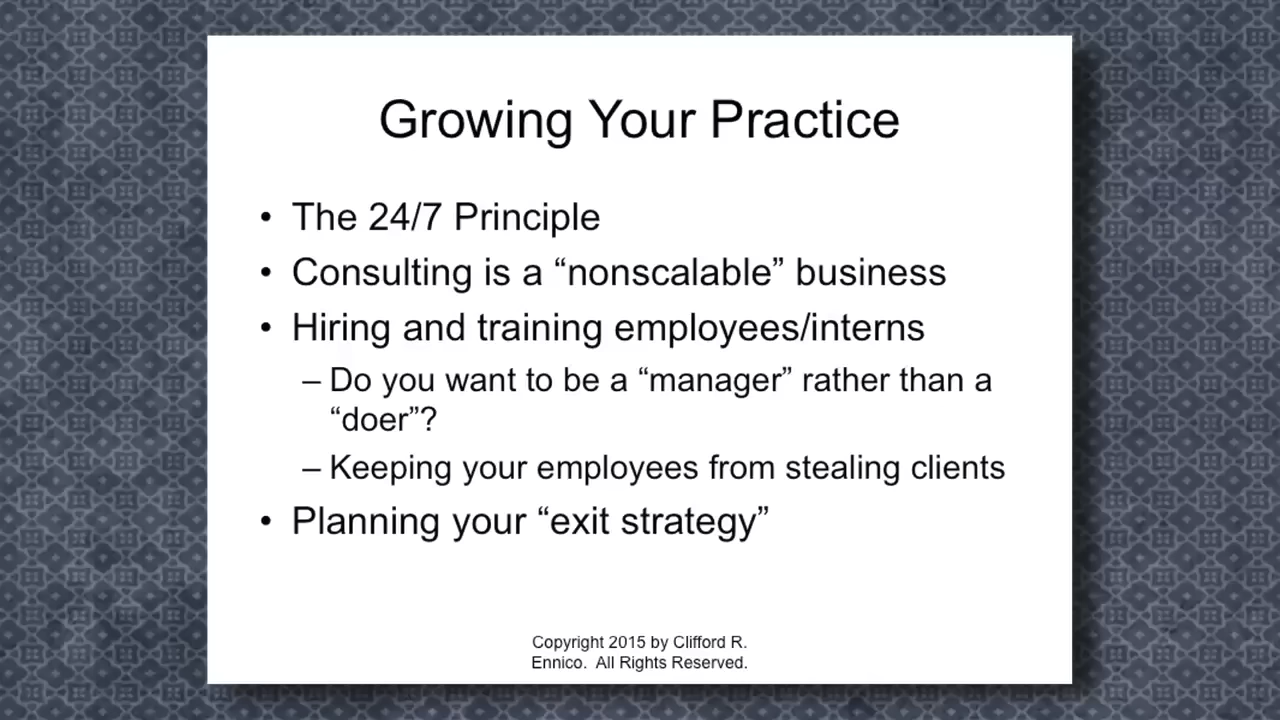 Growing Your Practice
• The 24/7 Principle
• Consulting is a “nonscalable” business
• Hiring and training employees/interns
– Do you want to be a “manager” rather than a
“doer”?
– Keeping your employees from stealing clients
• Planning your “exit strategy”
Copyright 2015 by Clifford R.
Ennico.  All Rights Reserved.